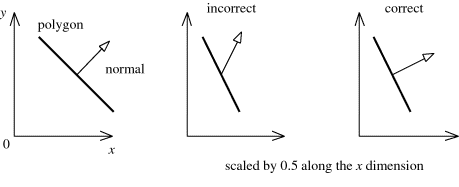 y
polygon
normal
0
x
incorrect
correct
scaled by 0.5 along the x dimension